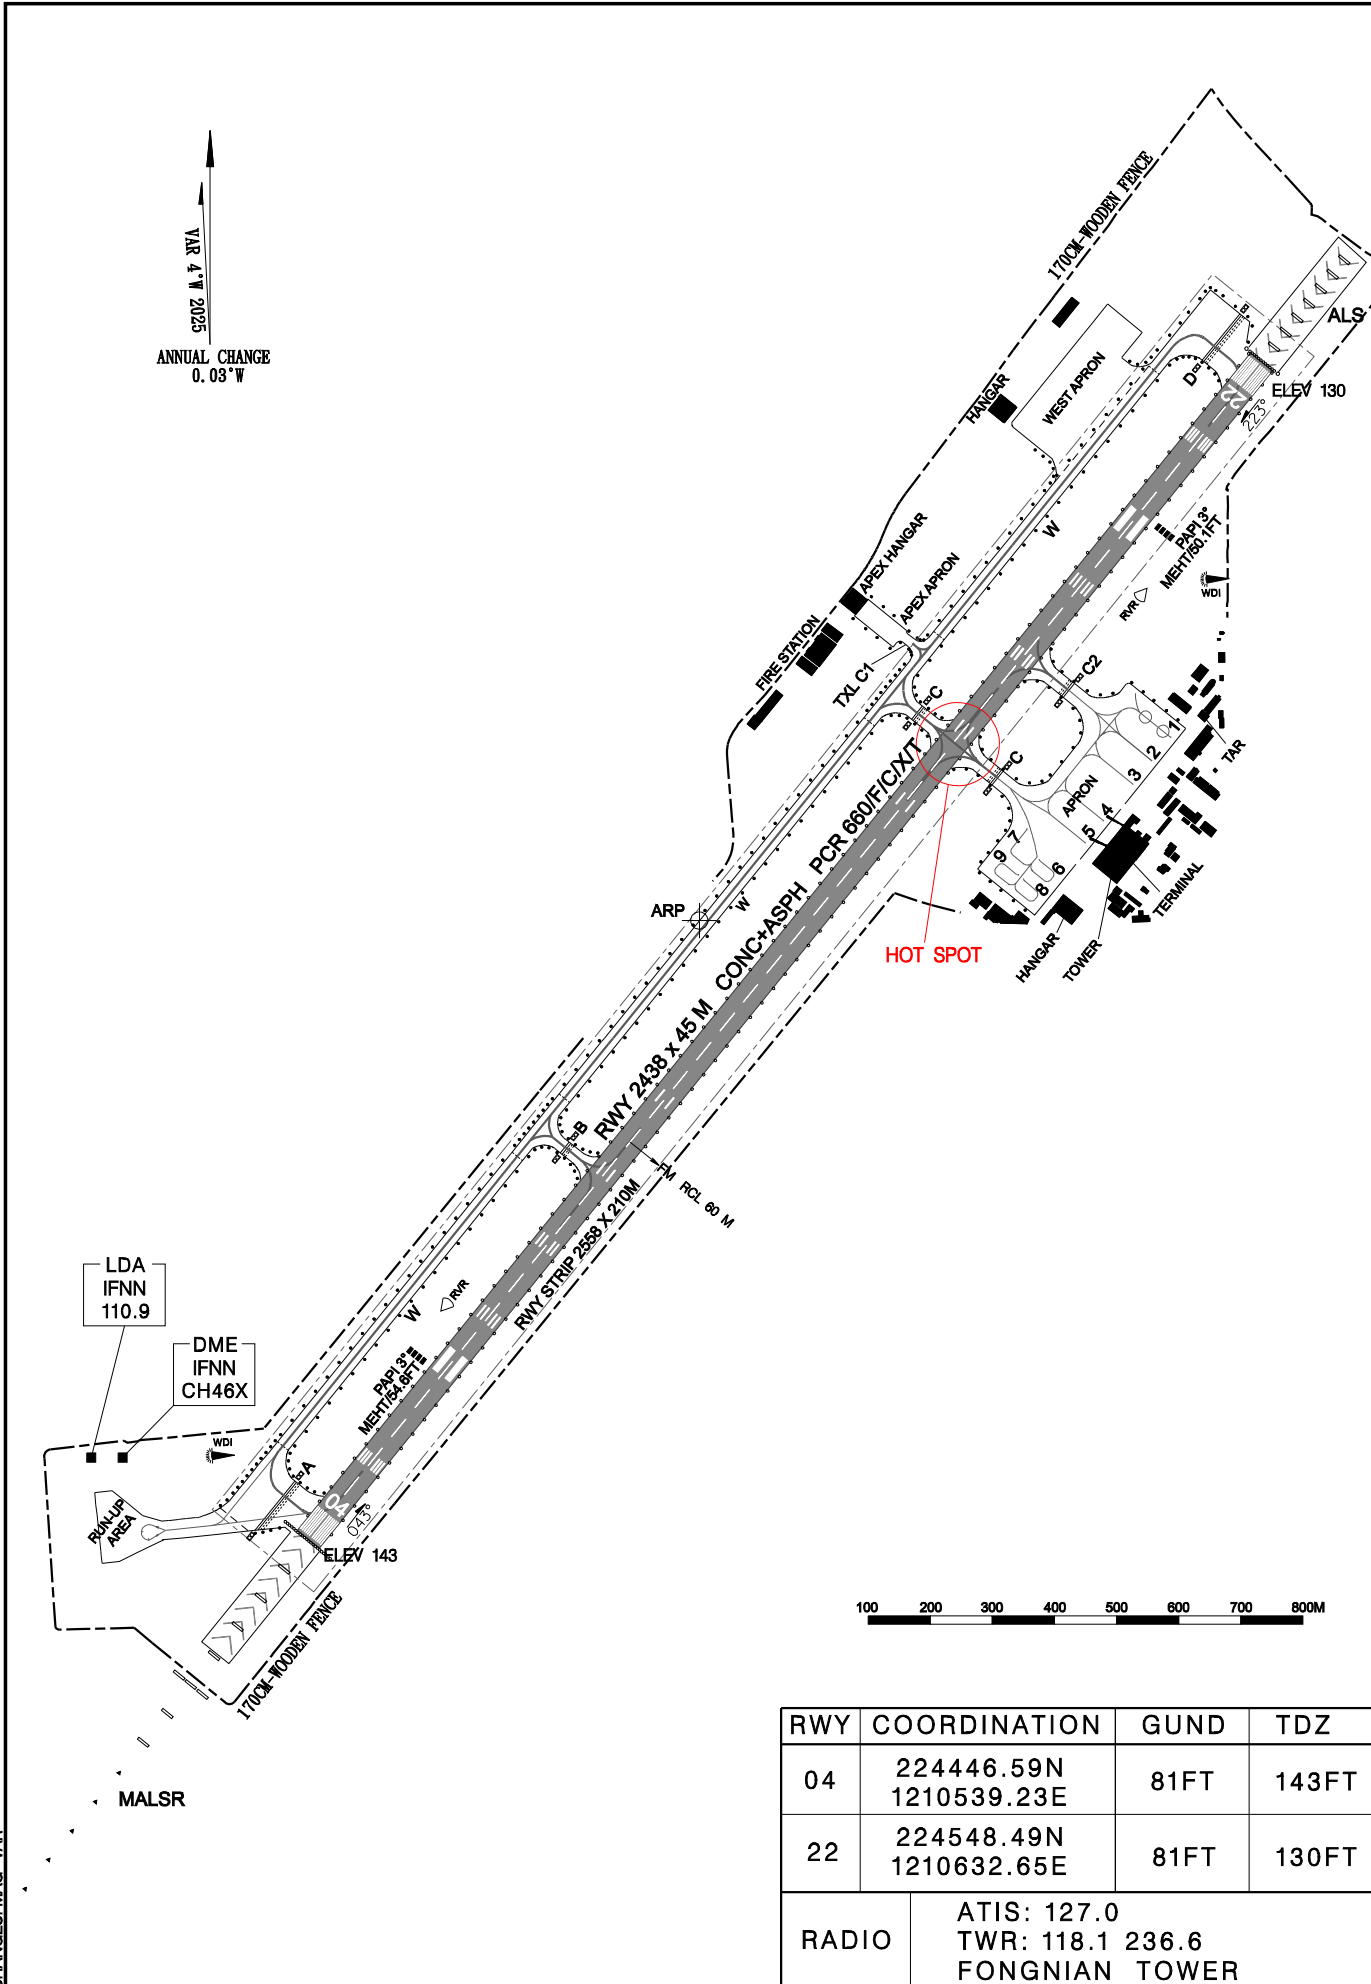 170CM-WOODEN FENCE
VAR 4°W 2025
ANNUAL CHANGE
0.03°W
ALS
ELEV 130
D
22
223°
WEST APRON
HANGAR
W
PAPI 3°
MEHT/50.1FT
WDI
RVR
APEX HANGAR
APEX APRON
FIRE STATION
TXL C1
C
C2
C
1
2
3
4
5
6
7
8
9
APRON
TAR
TERMINAL
TOWER
HANGAR
HOT SPOT
ARP
W
RWY 2438 x 45 M CONC+ASPH PCR 660/F/C/X/T
B
FM RCL 60 M
RWY STRIP 2558 X 210M
RVR
W
PAPI 3°
MEHT/54.6FT
LDA
IFNN
110.9
DME
IFNN
CH46X
WDI
A
04
043°
RUN-UP
AREA
ELEV 143
170CM-WOODEN FENCE
MALSR
100 200 300 400 500 600 700 800M
RWY COORDINATION GUND TDZ
04 224446.59N 1210539.23E 81FT 143FT
22 224548.49N 1210632.65E 81FT 130FT
RADIO
ATIS: 127.0
TWR: 118.1 236.6
FONGNIAN TOWER